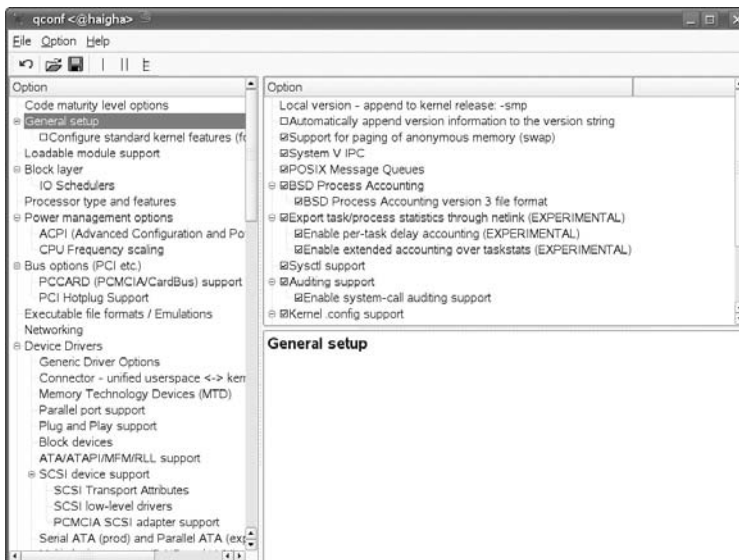 qconf <@haigha>
File Option Help
Option
Code maturity level options
General setup
Configure standard kernel features (fo
Loadable module support
Block layer
IO Schedulers
Processor type and features
Power management options
ACPI (Advanced Configuration and Po
CPU Frequency scaling
Bus options (PCI etc.)
PCCARD (PCMCIA/CardBus) support
PCI Hotplug Support
Executable file formats / Emulations
Networking
Device Drivers
Generic Driver Options
Connector - unified userspace <-> kern
Memory Technology Devices (MTD)
Parallel port support
Plug and Play support
Block devices
ATA/ATAPI/MFM/RLL support
SCSI device support
SCSI Transport Attributes
SCSI low-level drivers
PCMCIA SCSI adapter support
Serial ATA (prod) and Parallel ATA (exp
Option
Local version - append to kernel release: -smp
Automatically append version information to the version string
Support for paging of anonymous memory (swap)
System V IPC
POSIX Message Queues
BSD Process Accounting
BSD Process Accounting version 3 file format
Export task/process statistics through netlink (EXPERIMENTAL)
Enable per-task delay accounting (EXPERIMENTAL)
Enable extended accounting over taskstats (EXPERIMENTAL)
Sysctl support
Auditing support
Enable system-call auditing support
Kernel .config support
General setup